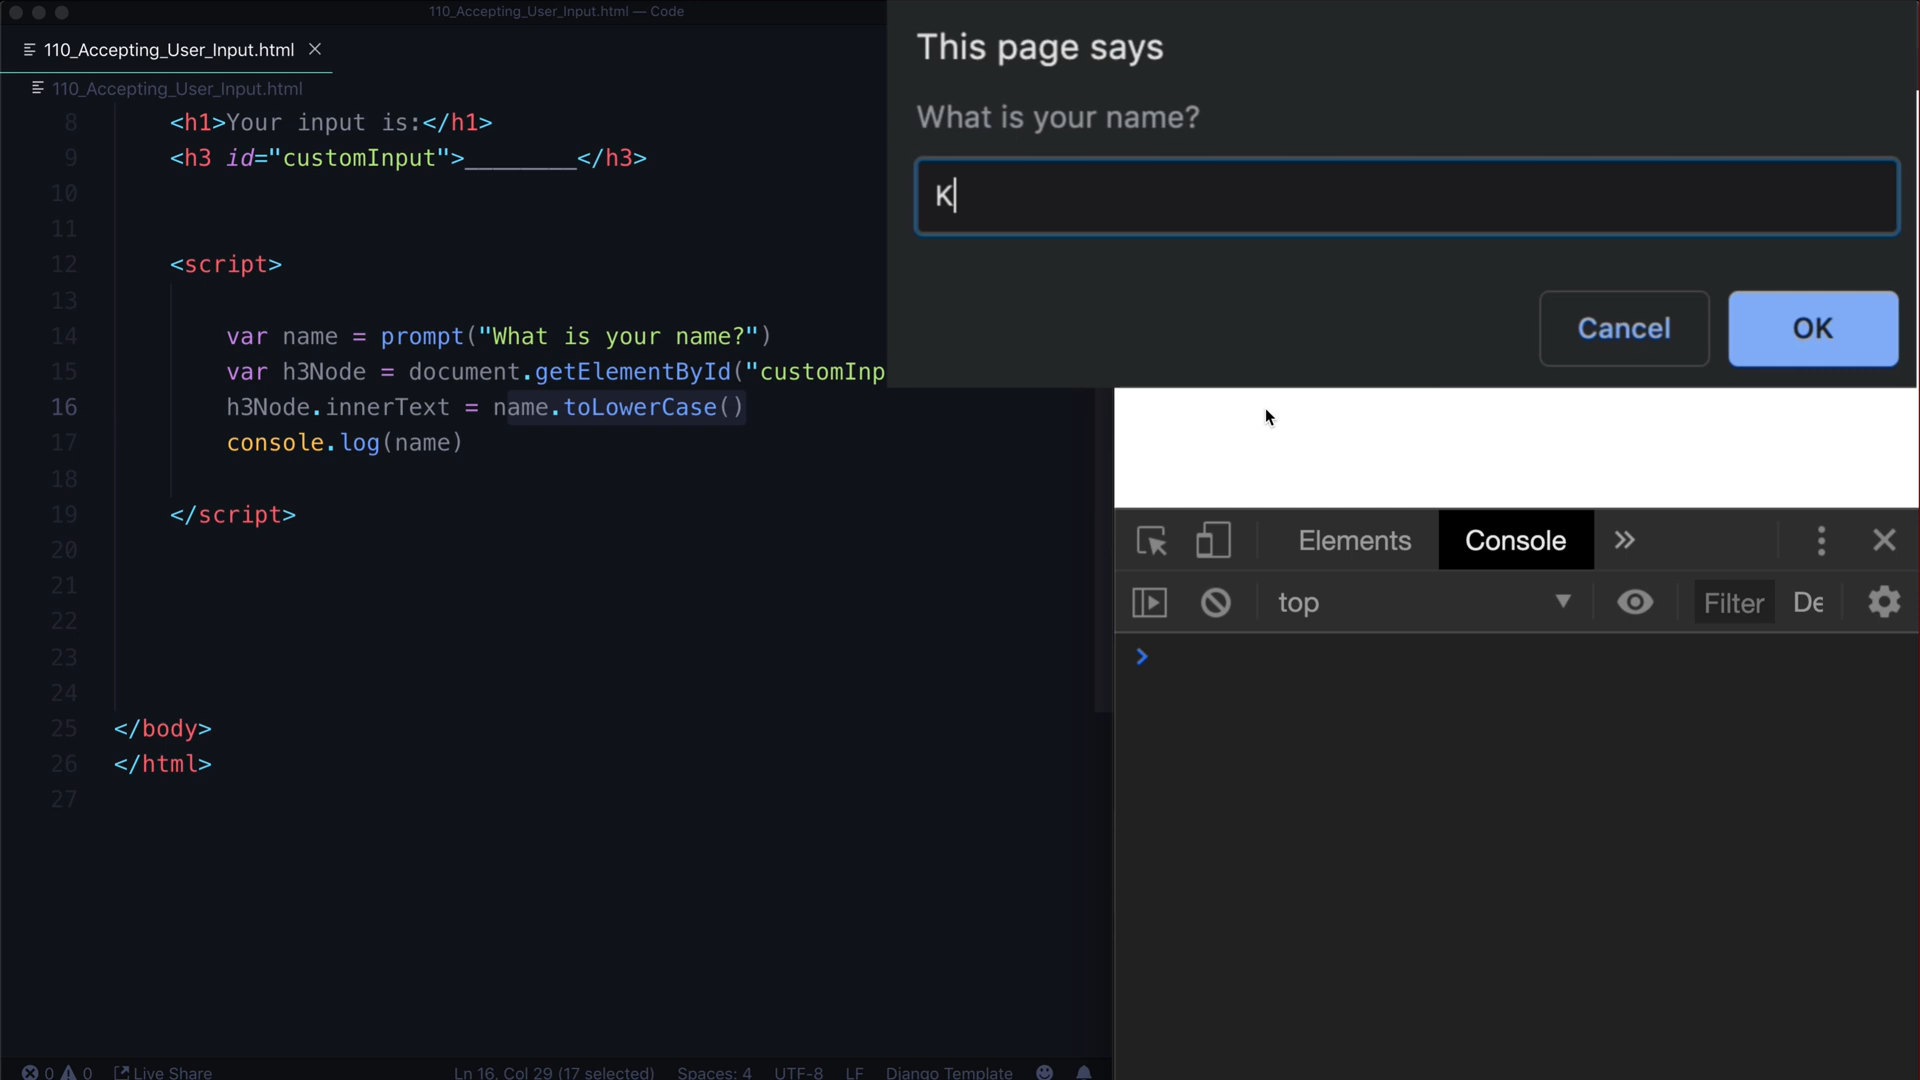 110_Accepting_User_Input.html — Code
110_Accepting_User_Input.html
110_Accepting_User_Input.html
8 <h1>Your input is:</h1>
9 <h3 id="customInput">________</h3>
10
11
12 <script>
13
14 var name = prompt("What is your name?")
15 var h3Node = document.getElementById("customInp
16 h3Node.innerText = name.toLowerCase()
17 console.log(name)
18
19 </script>
20
21
22
23
24
25 </body>
26 </html>
27
0 0 Live Share Ln 16, Col 29 (17 selected) Spaces: 4 UTF-8 LF Django Template
This page says
What is your name?
K
Cancel OK
Elements Console »
top Filter De
>